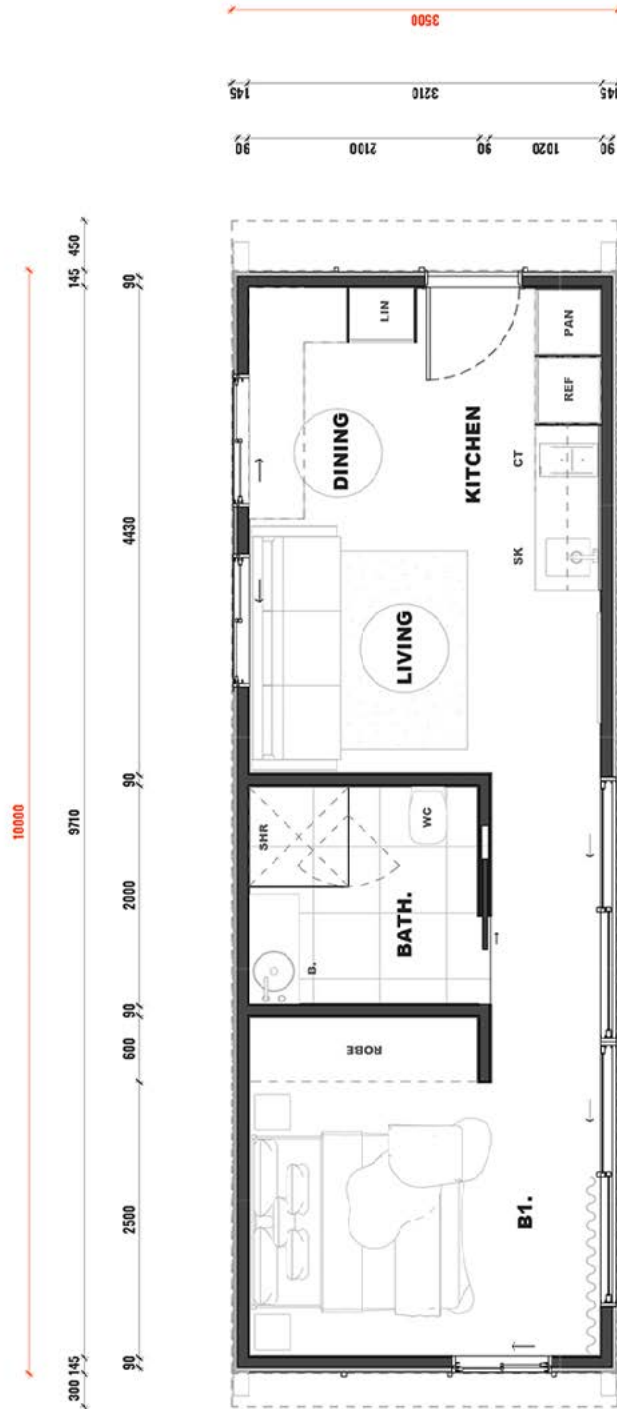 3500
145 3210 145
90 2100 90 1020 90
10000
450
145
9710
145
300
90
4430
90
2000
90
600
2500
90
LIN
PAN
REF
DINING
KITCHEN
CT
SK
LIVING
SHR
WC
BATH.
B.
ROBE
B1.